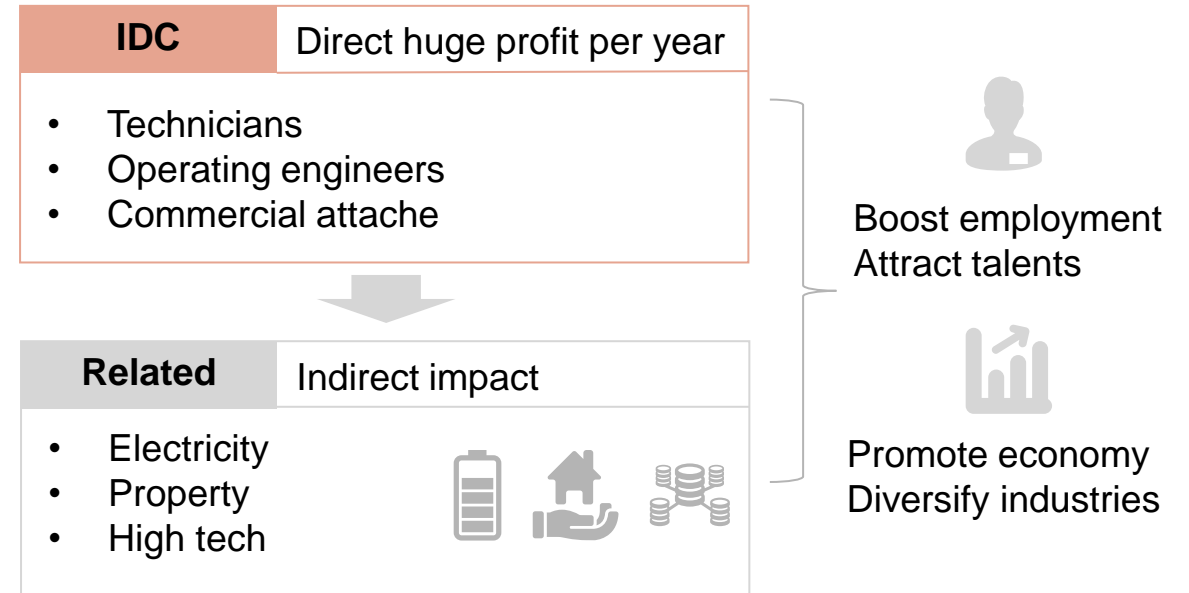 IDC
Direct huge profit per year
• Technicians
• Operating engineers
• Commercial attache
Related
Indirect impact
• Electricity
• Property
• High tech
Boost employment
Attract talents
Promote economy
Diversify industries